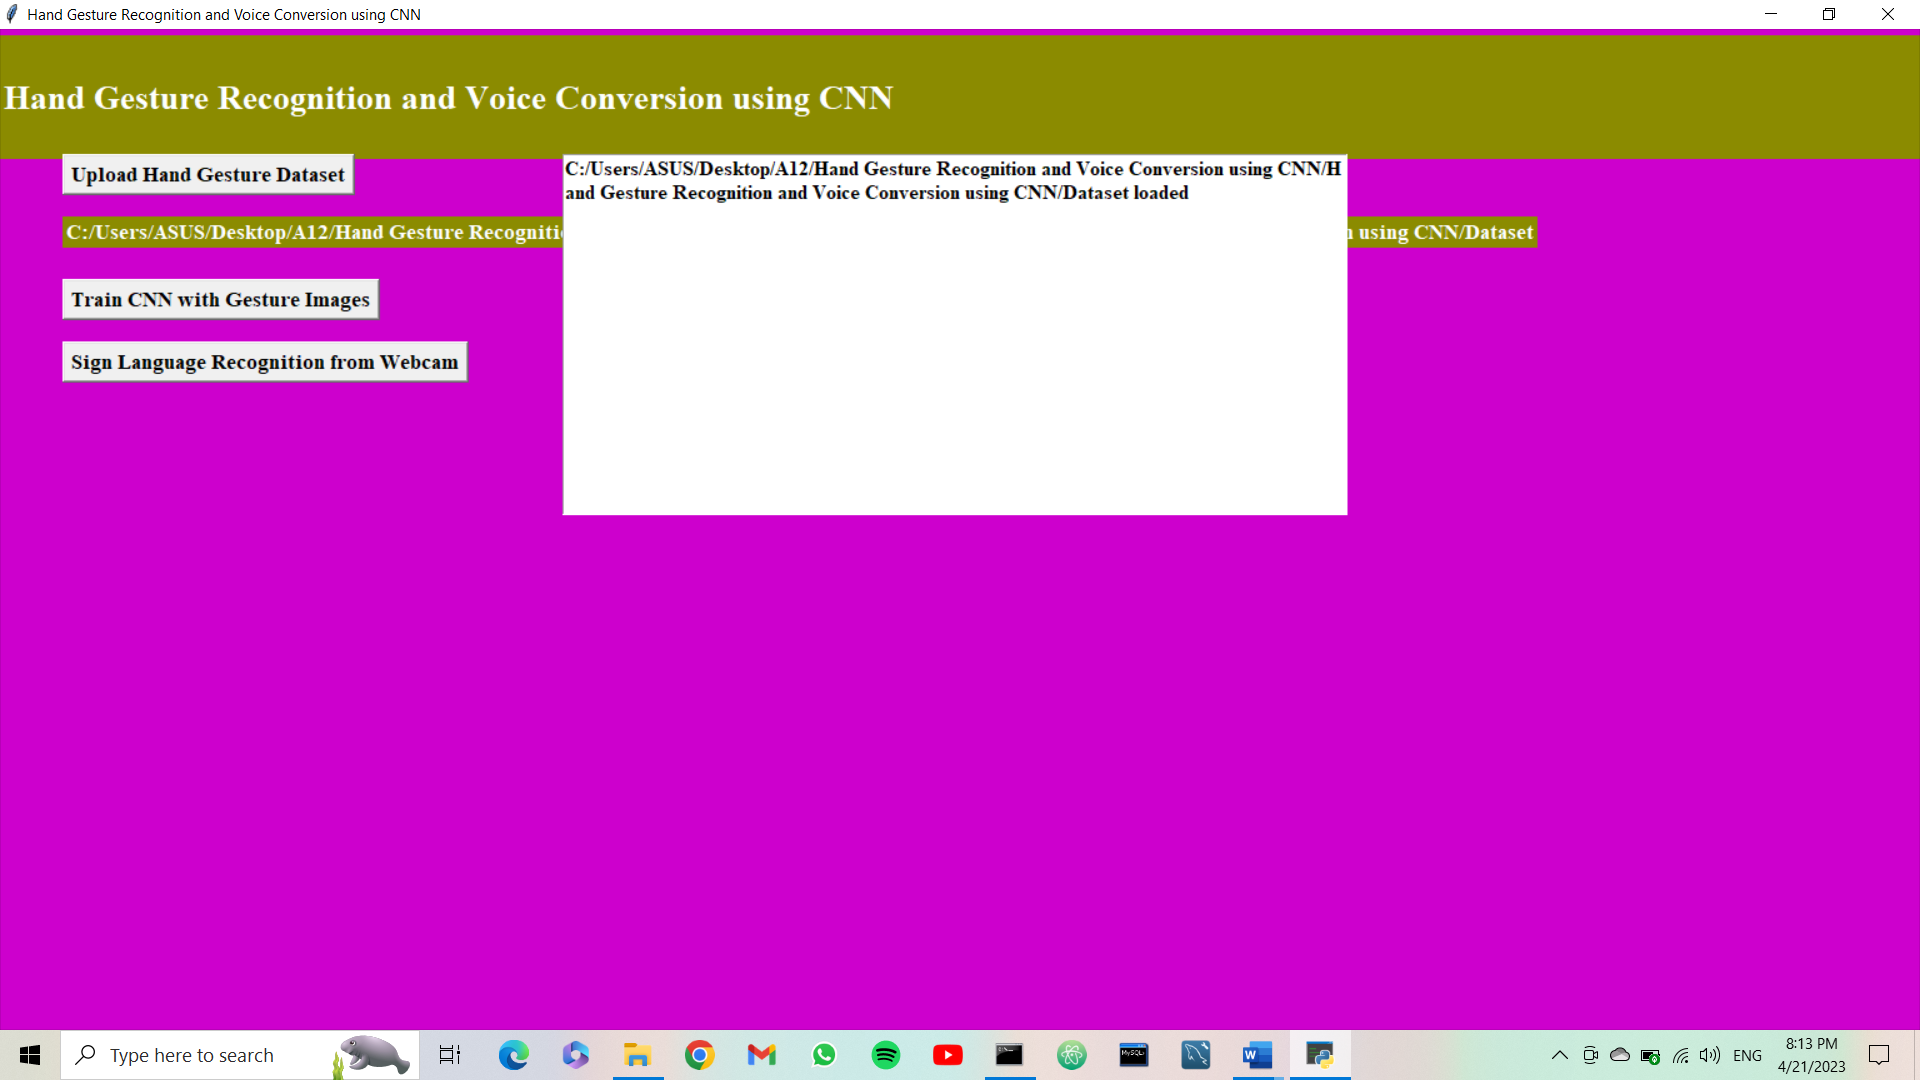 Hand Gesture Recognition and Voice Conversion using CNN
Hand Gesture Recognition and Voice Conversion using CNN
Upload Hand Gesture Dataset
C:/Users/ASUS/Desktop/A12/Hand Gesture Recognition and Voice Conversion using CNN/H
and Gesture Recognition and Voice Conversion using CNN/Dataset loaded
C:/Users/ASUS/Desktop/A12/Hand Gesture using CNN/Dataset
Train CNN with Gesture Images
Sign Language Recognition from Webcam
Type here to search
MySQL
W
ENG
8:13 PM
4/21/2023